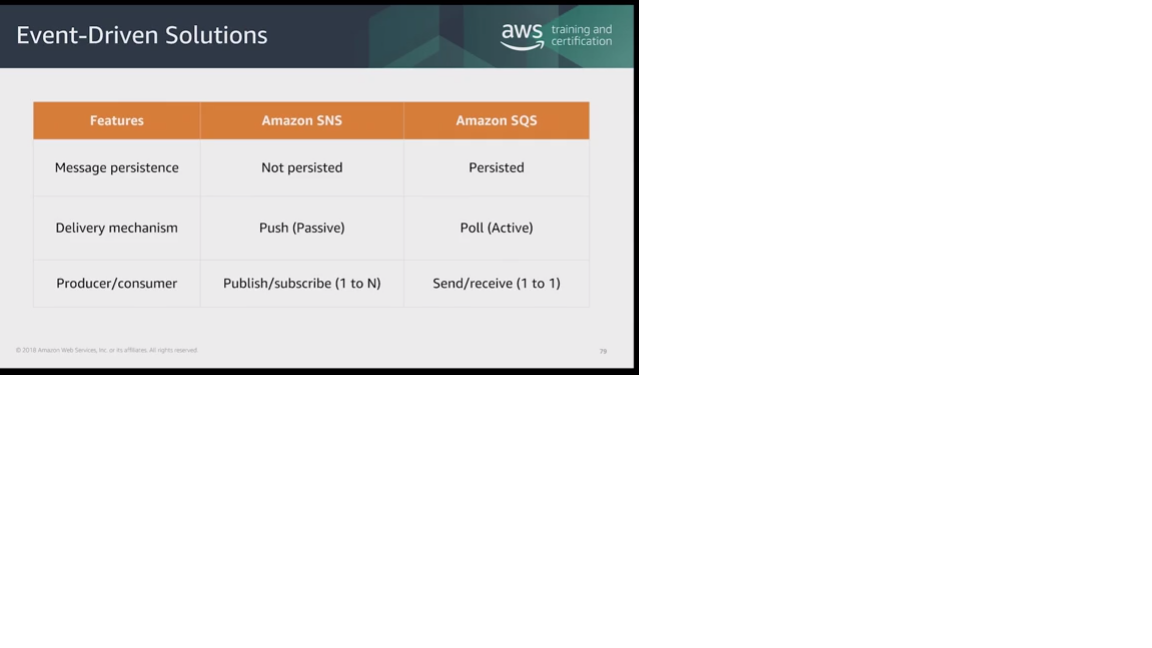 Event-Driven Solutions
aws training and
certification
Features Amazon SNS Amazon SQS
Message persistence Not persisted Persisted
Delivery mechanism Push (Passive) Poll (Active)
Producer/consumer Publish/subscribe (1 to N) Send/receive (1 to 1)
© 2018 Amazon Web Services, Inc. or its affiliates. All rights reserved. 79